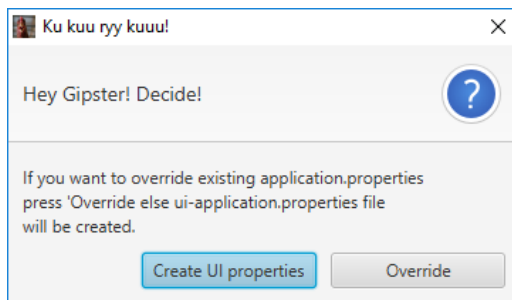 Ku kuu ryy kuuu!
Hey Gipster! Decide!
?
If you want to override existing application.properties
press 'Override else ui-application.properties file
will be created.
Create UI properties
Override